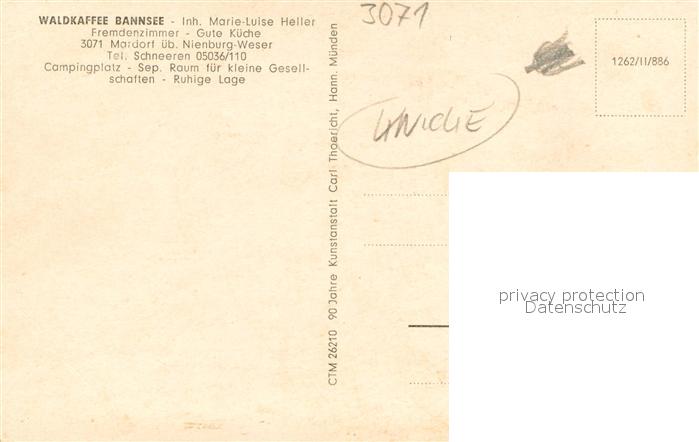 WALDKAFFEE BANNSEE - Inh. Marie-Luise Heller
Fremdenzimmer - Gute Küche
3071 Mardorf üb. Nienburg-Weser
Tel. Schneeren 05036/110
Campingplatz - Sep. Raum für kleine Gesell-
schaften - Ruhige Lage
CTM 26210 90 Jahre Kunstanstalt Carl Thoericht, Hann. Münden
3071
1262/II/886
privacy protection
Datenschutz